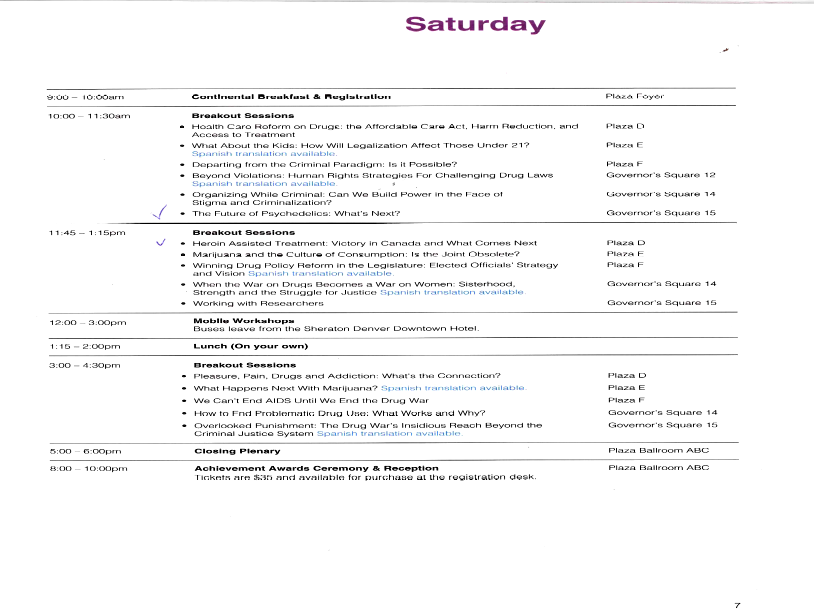 Saturday
9:00 – 10:00am Continental Breakfast & Registration Plaza Foyer
10:00 – 11:30am Breakout Sessions
• Health Care Reform on Drugs: the Affordable Care Act, Harm Reduction, and Plaza D
Access to Treatment
• What About the Kids: How Will Legalization Affect Those Under 21? Plaza E
Spanish translation available.
• Departing from the Criminal Paradigm: Is it Possible? Plaza F
• Beyond Violations: Human Rights Strategies For Challenging Drug Laws Governor's Square 12
Spanish translation available.
• Organizing While Criminal: Can We Build Power in the Face of Governor's Square 14
Stigma and Criminalization?
• The Future of Psychedelics: What's Next? Governor's Square 15
11:45 – 1:15pm Breakout Sessions
• Heroin Assisted Treatment: Victory in Canada and What Comes Next Plaza D
• Marijuana and the Culture of Consumption: Is the Joint Obsolete? Plaza
• Winning Drug Policy Reform in the Legislature: Elected Officials' Strategy Plaza F
and Vision Spanish translation available.
• When the War on Drugs Becomes a War on Women: Sisterhood, Governor's Square 14
Strength and the Struggle for Justice Spanish translation available.
• Working with Researchers Governor's Square 15
12:00 – 3:00pm Mobile Workshops
Buses leave from the Sheraton Denver Downtown Hotel.
1:15 – 2:00pm Lunch (On your own)
3:00 – 4:30pm Breakout Sessions
• Pleasure, Pain, Drugs and Addiction: What's the Connection? Plaza D
• What Happens Next With Marijuana? Spanish translation available. Plaza E
• We Can't End AIDS Until We End the Drug War Plaza F
• How to End Problematic Drug Use: What Works and Why? Governor's Square 14
• Overlooked Punishment: The Drug War's Insidious Reach Beyond the Governor's Square 15
Criminal Justice System Spanish translation available.
5:00 – 6:00pm Closing Plenary Plaza Ballroom ABC
8:00 – 10:00pm Achievement Awards Ceremony & Reception Plaza Ballroom ABC
Tickets are $35 and available for purchase at the registration desk.
7